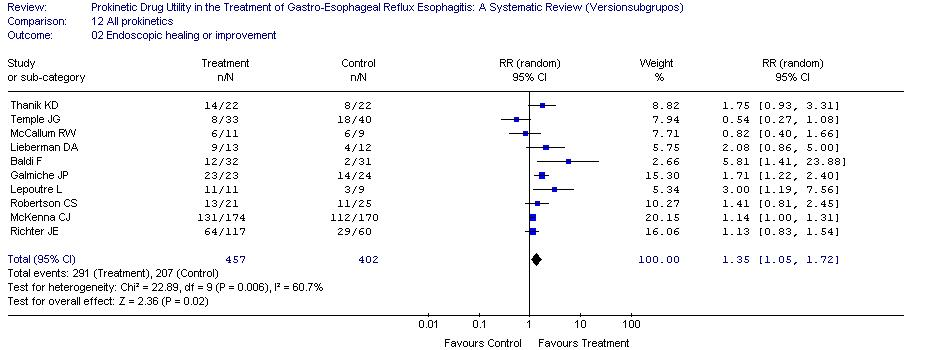 Review: Prokinetic Drug Utility in the Treatment of Gastro-Esophageal Reflux Esophagitis: A Systematic Review (Versionsubgrupos)
Comparison: 12 All prokinetics
Outcome: 02 Endoscopic healing or improvement
Study Treatment Control RR (random) Weight RR (random)
or sub-category n/N n/N 95% CI % 95% CI
Thanik KD 14/22 8/22 8.82 1.75 [0.93, 3.31]
Temple JG 8/33 18/40 7.94 0.54 [0.27, 1.08]
McCallum RW 6/11 6/9 7.71 0.82 [0.40, 1.66]
Lieberman DA 9/13 4/12 5.75 2.08 [0.86, 5.00]
Baldi F 12/32 2/31 2.66 5.81 [1.41, 23.88]
Galmiche JP 23/23 14/24 15.30 1.71 [1.22, 2.40]
Lepoutre L 11/11 3/9 5.34 3.00 [1.19, 7.56]
Robertson CS 13/21 11/25 10.27 1.41 [0.81, 2.45]
McKenna CJ 131/174 112/170 20.15 1.14 [1.00, 1.31]
Richter JE 64/117 29/60 16.06 1.13 [0.83, 1.54]
Total (95% CI) 457 402 100.00 1.35 [1.05, 1.72]
Total events: 291 (Treatment), 207 (Control)
Test for heterogeneity: Chi² = 22.89, df = 9 (P = 0.006), I² = 60.7%
Test for overall effect: Z = 2.36 (P = 0.02)
0.01 0.1 1 10 100
Favours Control Favours Treatment